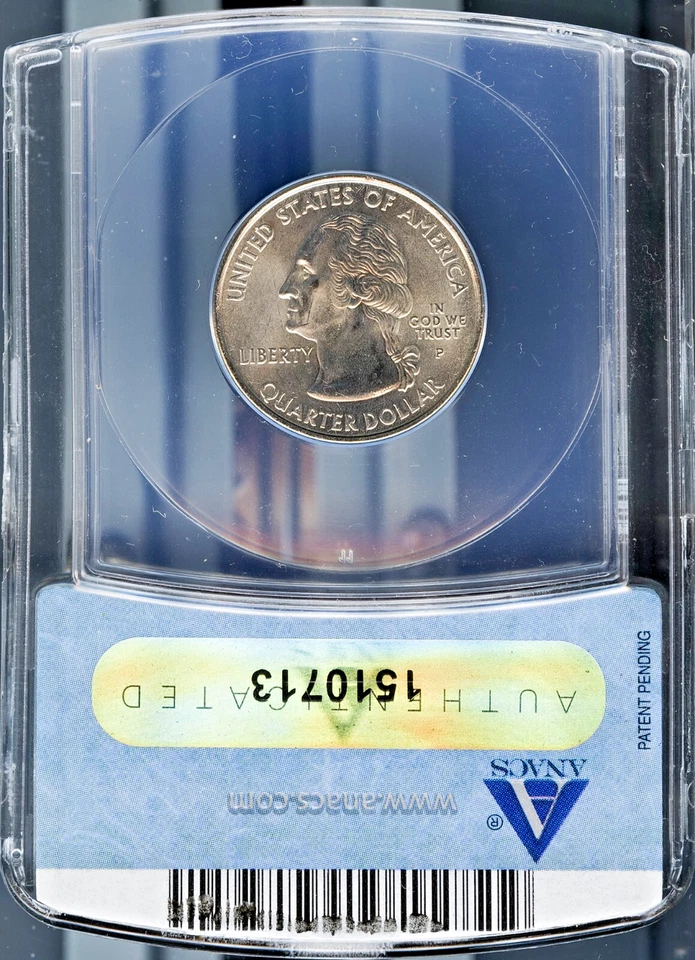 UNITED STATES OF AMERICA
IN
GOD WE
TRUST
LIBERTY
P
QUARTER DOLLAR
PATENT PENDING
AUTHENTICATED
1510713
ANACS
®
www.anacs.com